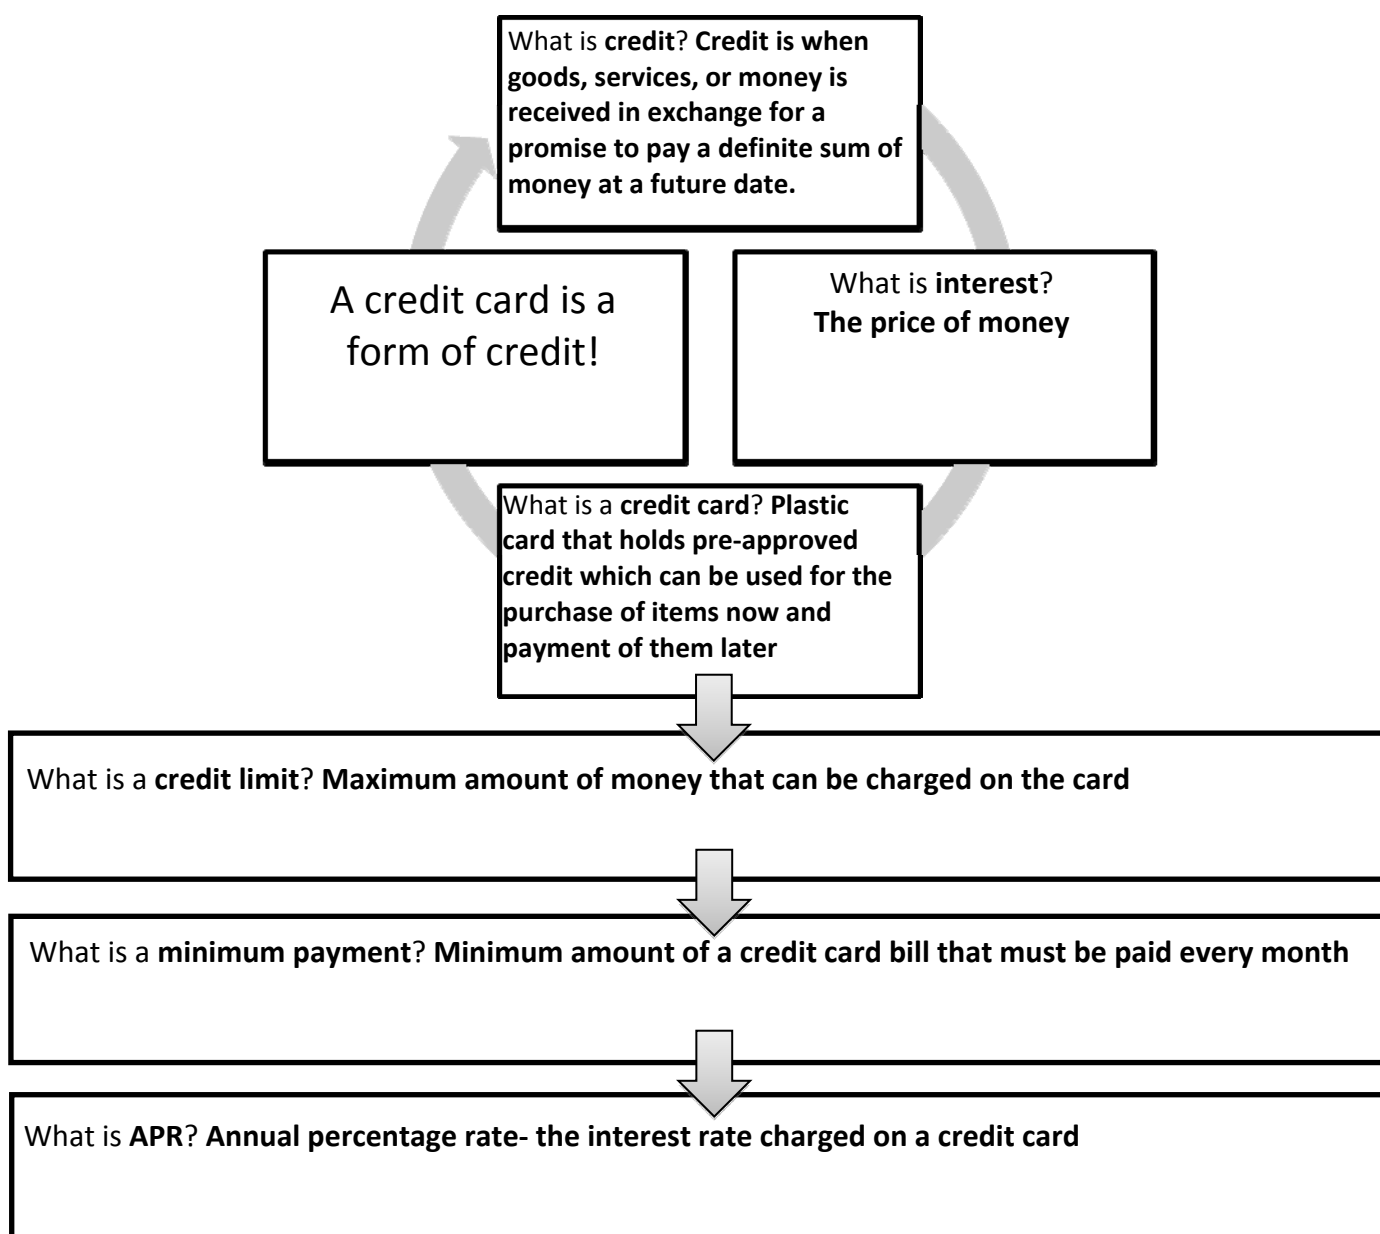 What is credit? Credit is when
goods, services, or money is
received in exchange for a
promise to pay a definite sum of
money at a future date.
A credit card is a
form of credit!
What is interest?
The price of money
What is a credit card? Plastic
card that holds pre-approved
credit which can be used for the
purchase of items now and
payment of them later
What is a credit limit? Maximum amount of money that can be charged on the card
What is a minimum payment? Minimum amount of a credit card bill that must be paid every month
What is APR? Annual percentage rate- the interest rate charged on a credit card